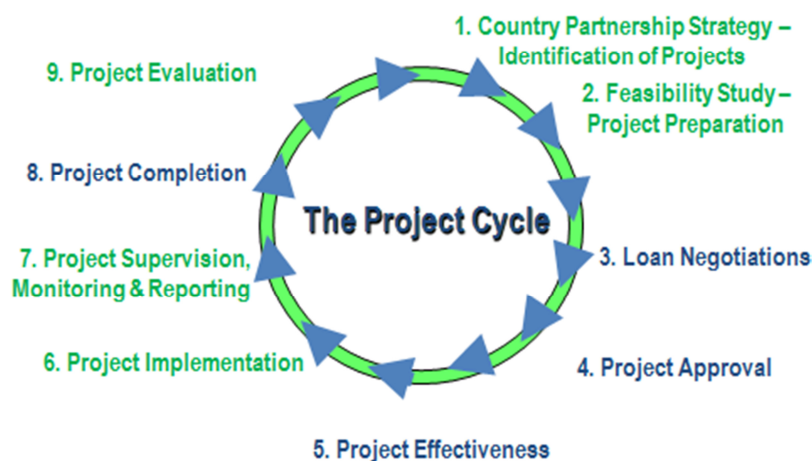 1. Country Partnership Strategy –
Identification of Projects
2. Feasibility Study –
Project Preparation
3. Loan Negotiations
4. Project Approval
5. Project Effectiveness
6. Project Implementation
7. Project Supervision,
Monitoring & Reporting
8. Project Completion
9. Project Evaluation
The Project Cycle